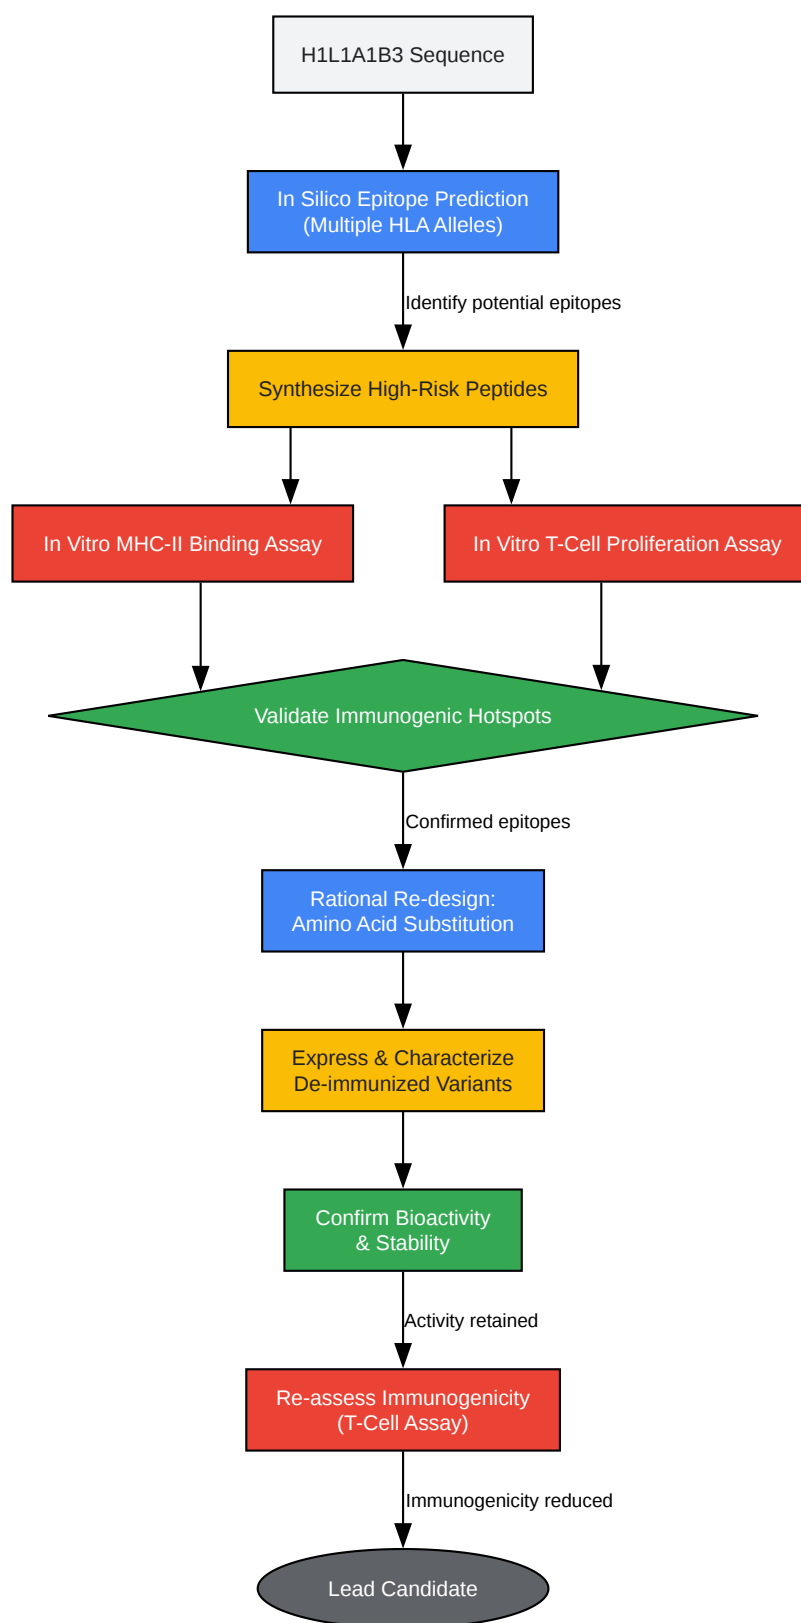 H1L1A1B3 Sequence
In Silico Epitope Prediction
(Multiple HLA Alleles)
Identify potential epitopes
Synthesize High-Risk Peptides
In Vitro MHC-II Binding Assay
In Vitro T-Cell Proliferation Assay
Validate Immunogenic Hotspots
Confirmed epitopes
Rational Re-design:
Amino Acid Substitution
Express & Characterize
De-immunized Variants
Confirm Bioactivity
& Stability
Activity retained
Re-assess Immunogenicity
(T-Cell Assay)
Immunogenicity reduced
Lead Candidate